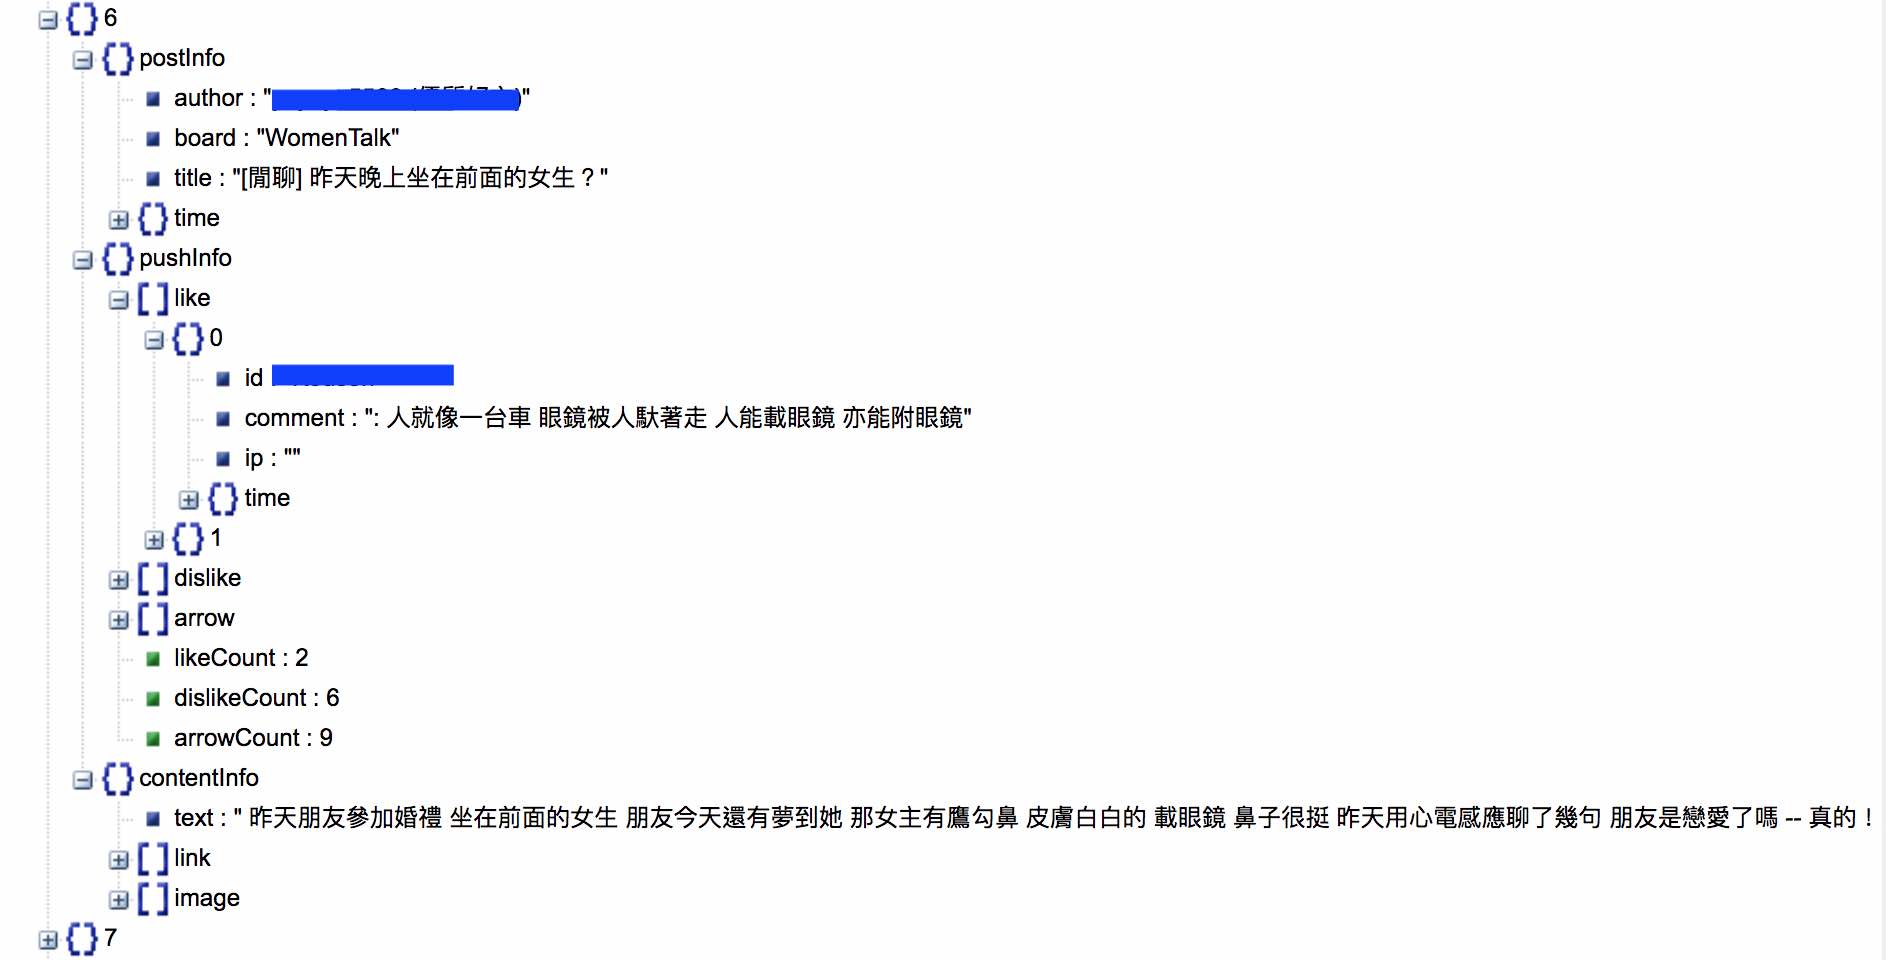 6
postInfo
author : " )"
board : "WomenTalk"
title : "[閒聊] 昨天晚上坐在前面的女生？"
time
pushInfo
like
0
id
comment : ": 人就像一台車 眼鏡被人馱著走 人能載眼鏡 亦能附眼鏡"
ip : ""
time
1
dislike
arrow
likeCount : 2
dislikeCount : 6
arrowCount : 9
contentInfo
text : " 昨天朋友參加婚禮 坐在前面的女生 朋友今天還有夢到她 那女主有鷹勾鼻 皮膚白白的 載眼鏡 鼻子很挺 昨天用心電感應聊了幾句 朋友是戀愛了嗎 -- 真的！
link
image
7